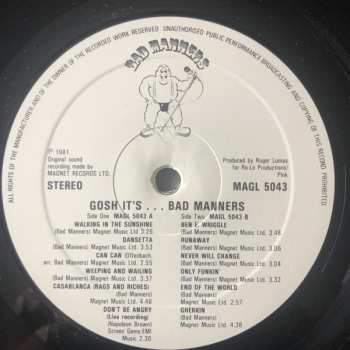 ALL RIGHTS OF THE MANUFACTURER AND OF THE OWNER OF THE RECORDED WORK RESERVED UNAUTHORISED PUBLIC PERFORMANCE BROADCASTING AND COPYING OF THIS RECORD PROHIBITED
BAD MANNERS
℗ 1981
Original sound
recording made by
MAGNET RECORDS LTD.
STEREO
Produced by Roger Lomas
for Ro-Lo Productions/
Pink
MAGL 5043
GOSH IT'S . . . BAD MANNERS
Side One MAGL 5043 A
WALKING IN THE SUNSHINE
(Bad Manners) Magnet Music Ltd 3.26
DANSETTA
(Bad Manners) Magnet Music Ltd. 3.53
CAN CAN (Offenbach,
arr. Bad Manners) Magnet Music Ltd. 3.55
WEEPING AND WAILING
(Bad Manners) Magnet Music Ltd 3.35
CASABLANCA (RAGS AND RICHES)
(Bad Manners)
Magnet Music Ltd. 3.04
DON'T BE ANGRY
(Live recording)
(Napoleon Brown)
Screen Gems.EMI
Music 2.30
Side Two MAGL 5043 B
BEN E. WRIGGLE
(Bad Manners) Magnet Music Ltd. 3.48
RUNAWAY
(Bad Manners) Magnet Music Ltd. 3.02
NEVER WILL CHANGE
(Bad Manners) Magnet Music Ltd. 3.34
ONLY FUNKIN'
(Bad Manners) Magnet Music Ltd. 3.12
END OF THE WORLD
(Bad Manners) Magnet Music Ltd. 2.57
GHERKIN
(Bad Manners)
Magnet Music Ltd. 4.38